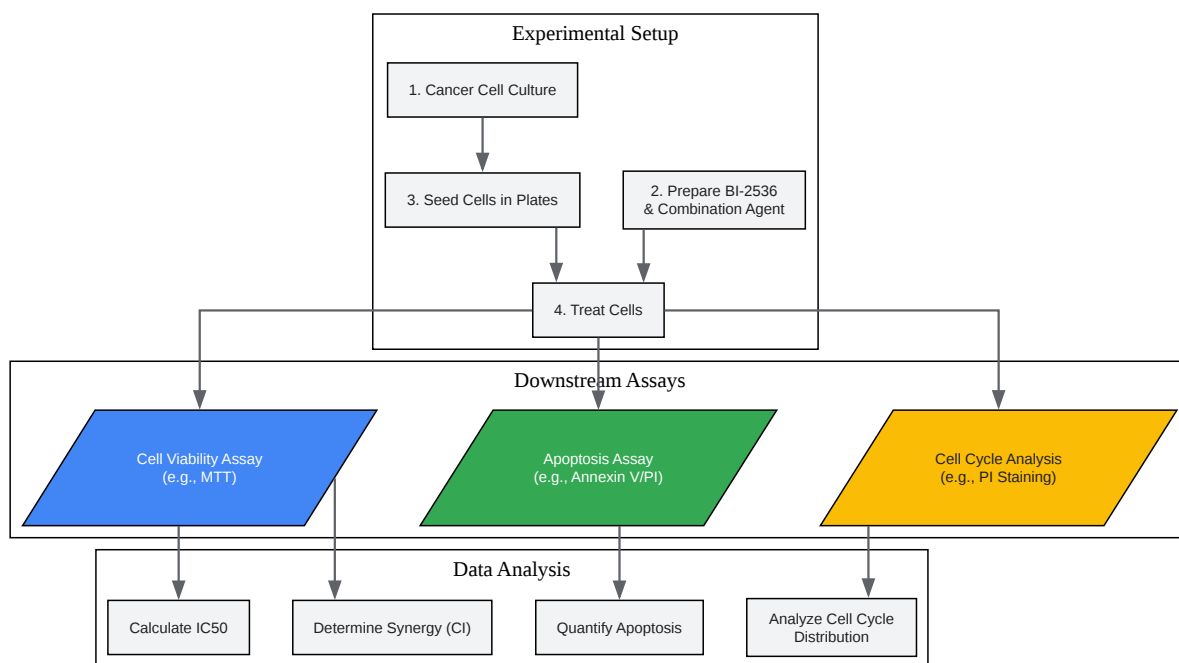 Experimental Setup
1. Cancer Cell Culture
3. Seed Cells in Plates
2. Prepare BI-2536
& Combination Agent
4. Treat Cells
Downstream Assays
Cell Viability Assay
(e.g., MTT)
Apoptosis Assay
(e.g., Annexin V/PI)
Cell Cycle Analysis
(e.g., PI Staining)
Data Analysis
Calculate IC50
Determine Synergy (CI)
Quantify Apoptosis
Analyze Cell Cycle
Distribution